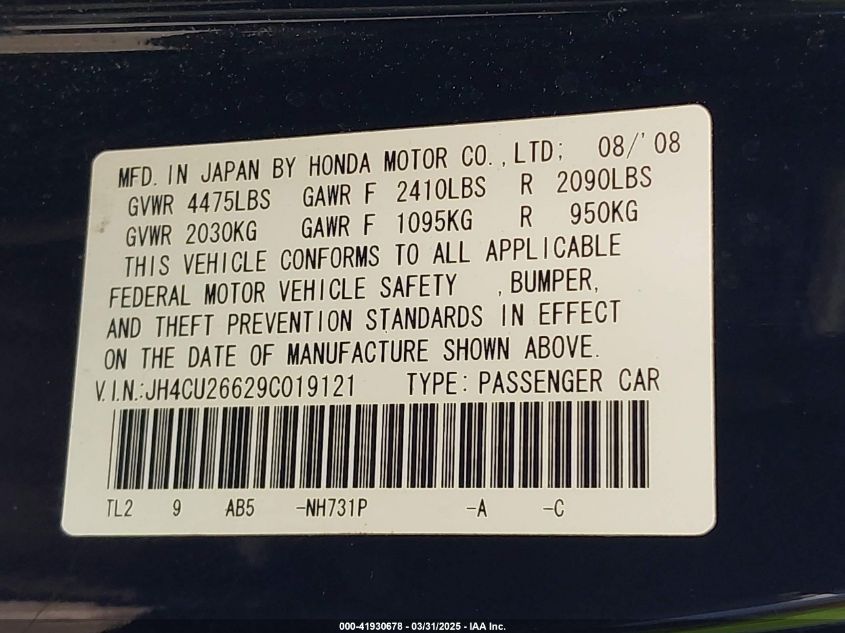 MFD. IN JAPAN BY HONDA MOTOR CO.,LTD; 08/'08
GVWR 4475LBS GAWR F 2410LBS R 2090LBS
GVWR 2030KG GAWR F 1095KG R 950KG
THIS VEHICLE CONFORMS TO ALL APPLICABLE
FEDERAL MOTOR VEHICLE SAFETY ,BUMPER,
AND THEFT PREVENTION STANDARDS IN EFFECT
ON THE DATE OF MANUFACTURE SHOWN ABOVE.
V.I.N.:JH4CU26629C019121 TYPE: PASSENGER CAR
TL2 9 AB5 -NH731P -A -C
000-41930678 - 03/31/2025 - IAA Inc.